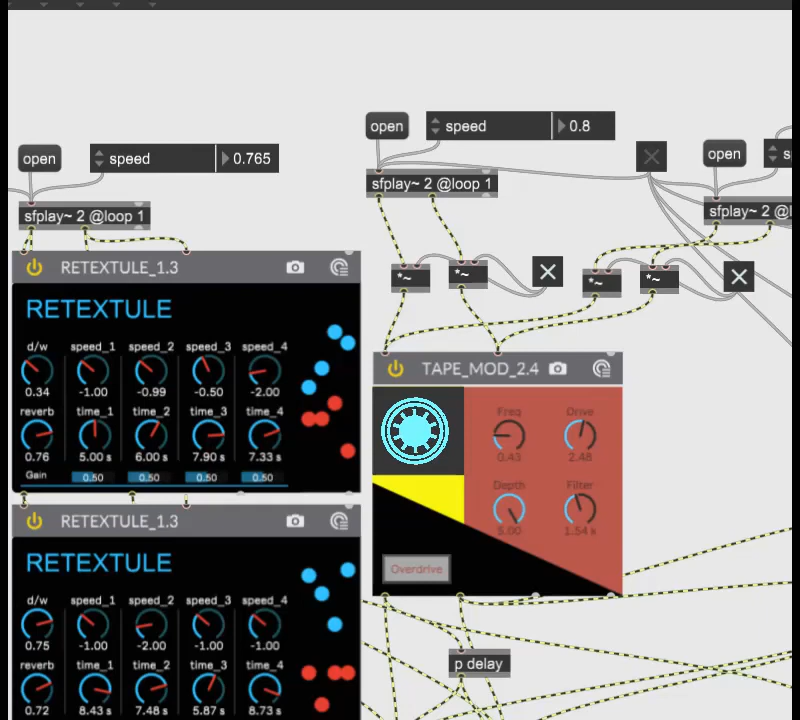 open
speed
0.765
sfplay~ 2 @loop 1
open
speed
0.8
sfplay~ 2 @loop 1
open
s
sfplay~ 2 @l
*~
*~
*~
*~
RETEXTULE_1.3
RETEXTULE
d/w speed_1 speed_2 speed_3 speed_4
0.34 -1.00 -0.99 -0.50 -2.00
reverb time_1 time_2 time_3 time_4
0.76 5.00 s 6.00 s 7.90 s 7.33 s
Gain 0.50 0.50 0.50 0.50
TAPE_MOD_2.4
Freq Drive
0.43 2.48
Depth Filter
5.00 1.54 k
Overdrive
RETEXTULE_1.3
RETEXTULE
d/w speed_1 speed_2 speed_3 speed_4
0.75 -1.00 -2.00 -1.00 -1.00
reverb time_1 time_2 time_3 time_4
0.72 8.43 s 7.48 s 5.87 s 8.73 s
p delay